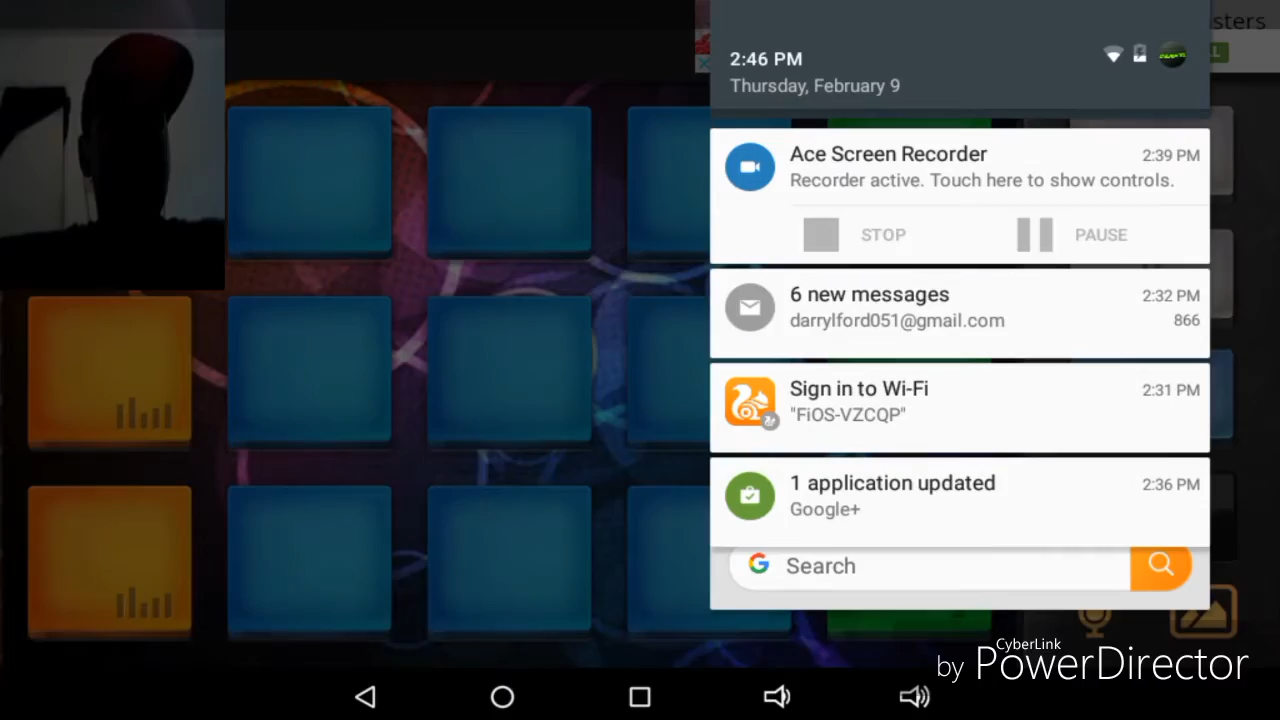 sters
L
2:46 PM
Thursday, February 9
Ace Screen Recorder
2:39 PM
Recorder active. Touch here to show controls.
STOP
PAUSE
6 new messages
2:32 PM
darrylford051@gmail.com
866
Sign in to Wi-Fi
2:31 PM
"FiOS-VZCQP"
1 application updated
2:36 PM
Google+
G Search
CyberLink
by PowerDirector